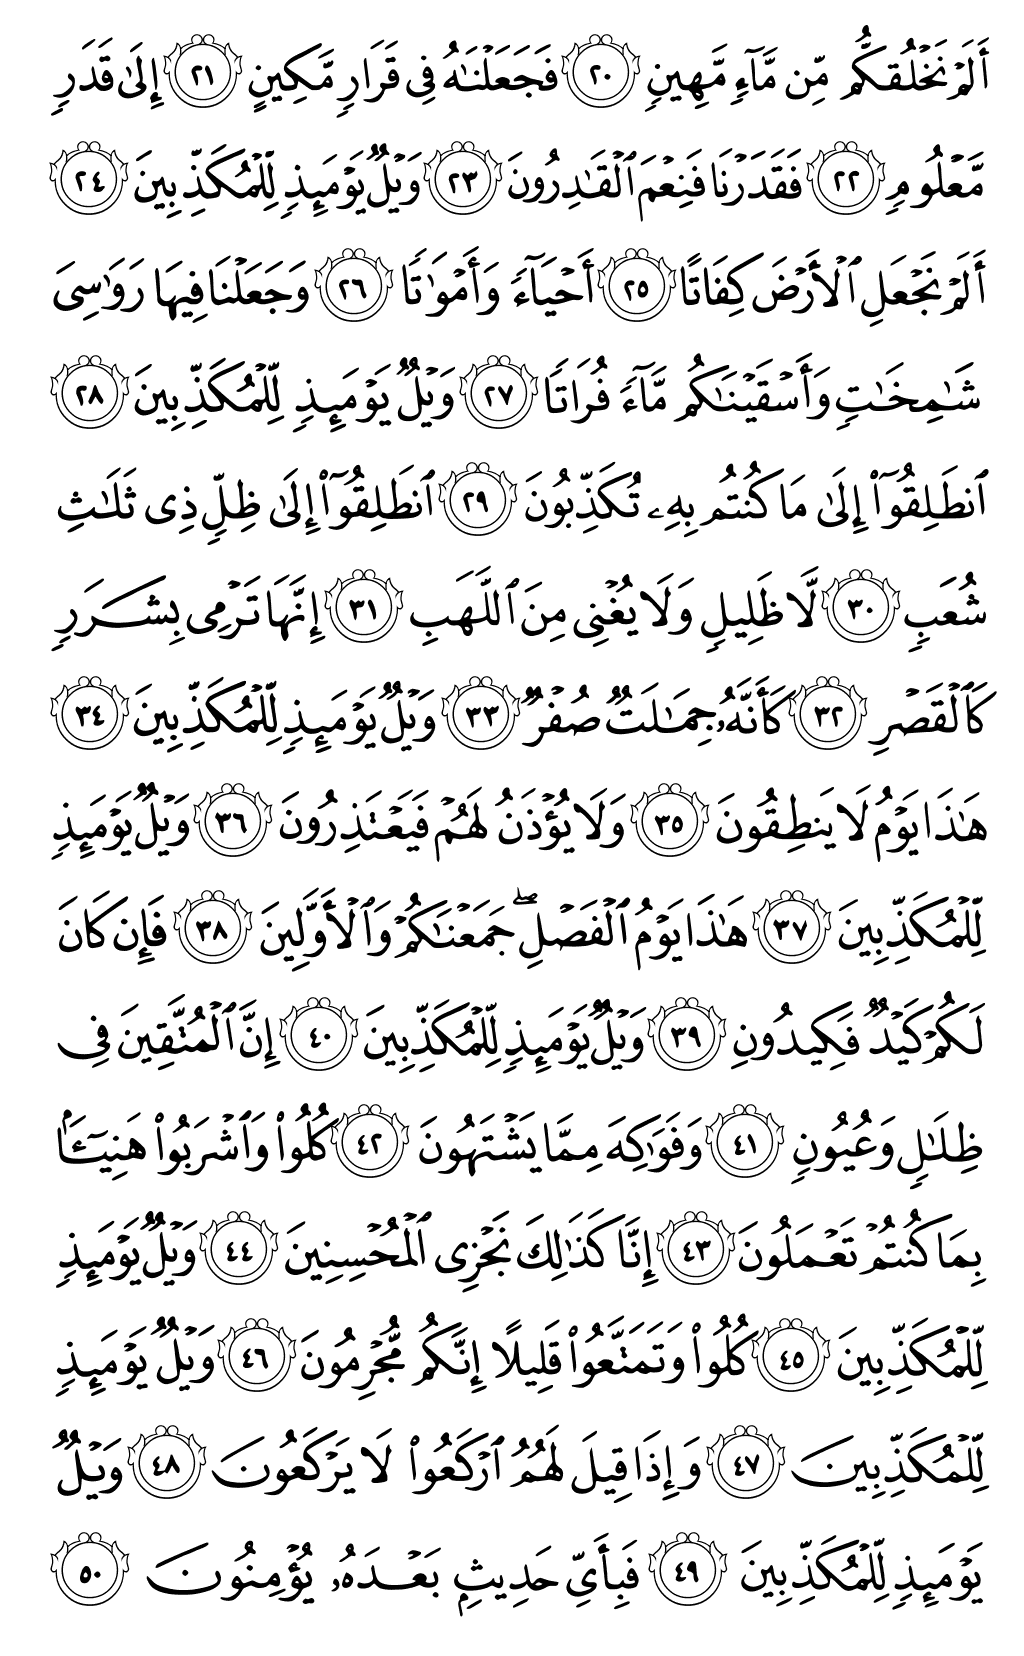 أَلَمْ نَخْلُقكُّم مِّن مَّآءٍ مَّهِينٍ ٢٠ فَجَعَلْنَٰهُ فِى قَرَارٍ مَّكِينٍ ٢١ إِلَىٰ قَدَرٍ
مَّعْلُومٍ ٢٢ فَقَدَرْنَا فَنِعْمَ ٱلْقَٰدِرُونَ ٢٣ وَيْلٌ يَوْمَئِذٍ لِّلْمُكَذِّبِينَ ٢٤
أَلَمْ نَجْعَلِ ٱلْأَرْضَ كِفَاتًا ٢٥ أَحْيَآءً وَأَمْوَٰتًا ٢٦ وَجَعَلْنَا فِيهَا رَوَٰسِىَ
شَٰمِخَٰتٍ وَأَسْقَيْنَٰكُم مَّآءً فُرَاتًا ٢٧ وَيْلٌ يَوْمَئِذٍ لِّلْمُكَذِّبِينَ ٢٨
ٱنطَلِقُوٓا۟ إِلَىٰ مَا كُنتُم بِهِۦ تُكَذِّبُونَ ٢٩ ٱنطَلِقُوٓا۟ إِلَىٰ ظِلٍّ ذِى ثَلَٰثِ
شُعَبٍ ٣٠ لَّا ظَلِيلٍ وَلَا يُغْنِى مِنَ ٱللَّهَبِ ٣١ إِنَّهَا تَرْمِى بِشَرَرٍ
كَٱلْقَصْرِ ٣٢ كَأَنَّهُۥ جِمَٰلَتٌ صُفْرٌ ٣٣ وَيْلٌ يَوْمَئِذٍ لِّلْمُكَذِّبِينَ ٣٤
هَٰذَا يَوْمُ لَا يَنطِقُونَ ٣٥ وَلَا يُؤْذَنُ لَهُمْ فَيَعْتَذِرُونَ ٣٦ وَيْلٌ يَوْمَئِذٍ
لِّلْمُكَذِّبِينَ ٣٧ هَٰذَا يَوْمُ ٱلْفَصْلِ ۖ جَمَعْنَٰكُمْ وَٱلْأَوَّلِينَ ٣٨ فَإِن كَانَ
لَكُمْ كَيْدٌ فَكِيدُونِ ٣٩ وَيْلٌ يَوْمَئِذٍ لِّلْمُكَذِّبِينَ ٤٠ إِنَّ ٱلْمُتَّقِينَ فِى
ظِلَٰلٍ وَعُيُونٍ ٤١ وَفَوَٰكِهَ مِمَّا يَشْتَهُونَ ٤٢ كُلُوا۟ وَٱشْرَبُوا۟ هَنِيٓـًٔۢا
بِمَا كُنتُمْ تَعْمَلُونَ ٤٣ إِنَّا كَذَٰلِكَ نَجْزِى ٱلْمُحْسِنِينَ ٤٤ وَيْلٌ يَوْمَئِذٍ
لِّلْمُكَذِّبِينَ ٤٥ كُلُوا۟ وَتَمَتَّعُوا۟ قَلِيلًا إِنَّكُم مُّجْرِمُونَ ٤٦ وَيْلٌ يَوْمَئِذٍ
لِّلْمُكَذِّبِينَ ٤٧ وَإِذَا قِيلَ لَهُمُ ٱرْكَعُوا۟ لَا يَرْكَعُونَ ٤٨ وَيْلٌ
يَوْمَئِذٍ لِّلْمُكَذِّبِينَ ٤٩ فَبِأَىِّ حَدِيثٍۭ بَعْدَهُۥ يُؤْمِنُونَ ٥٠